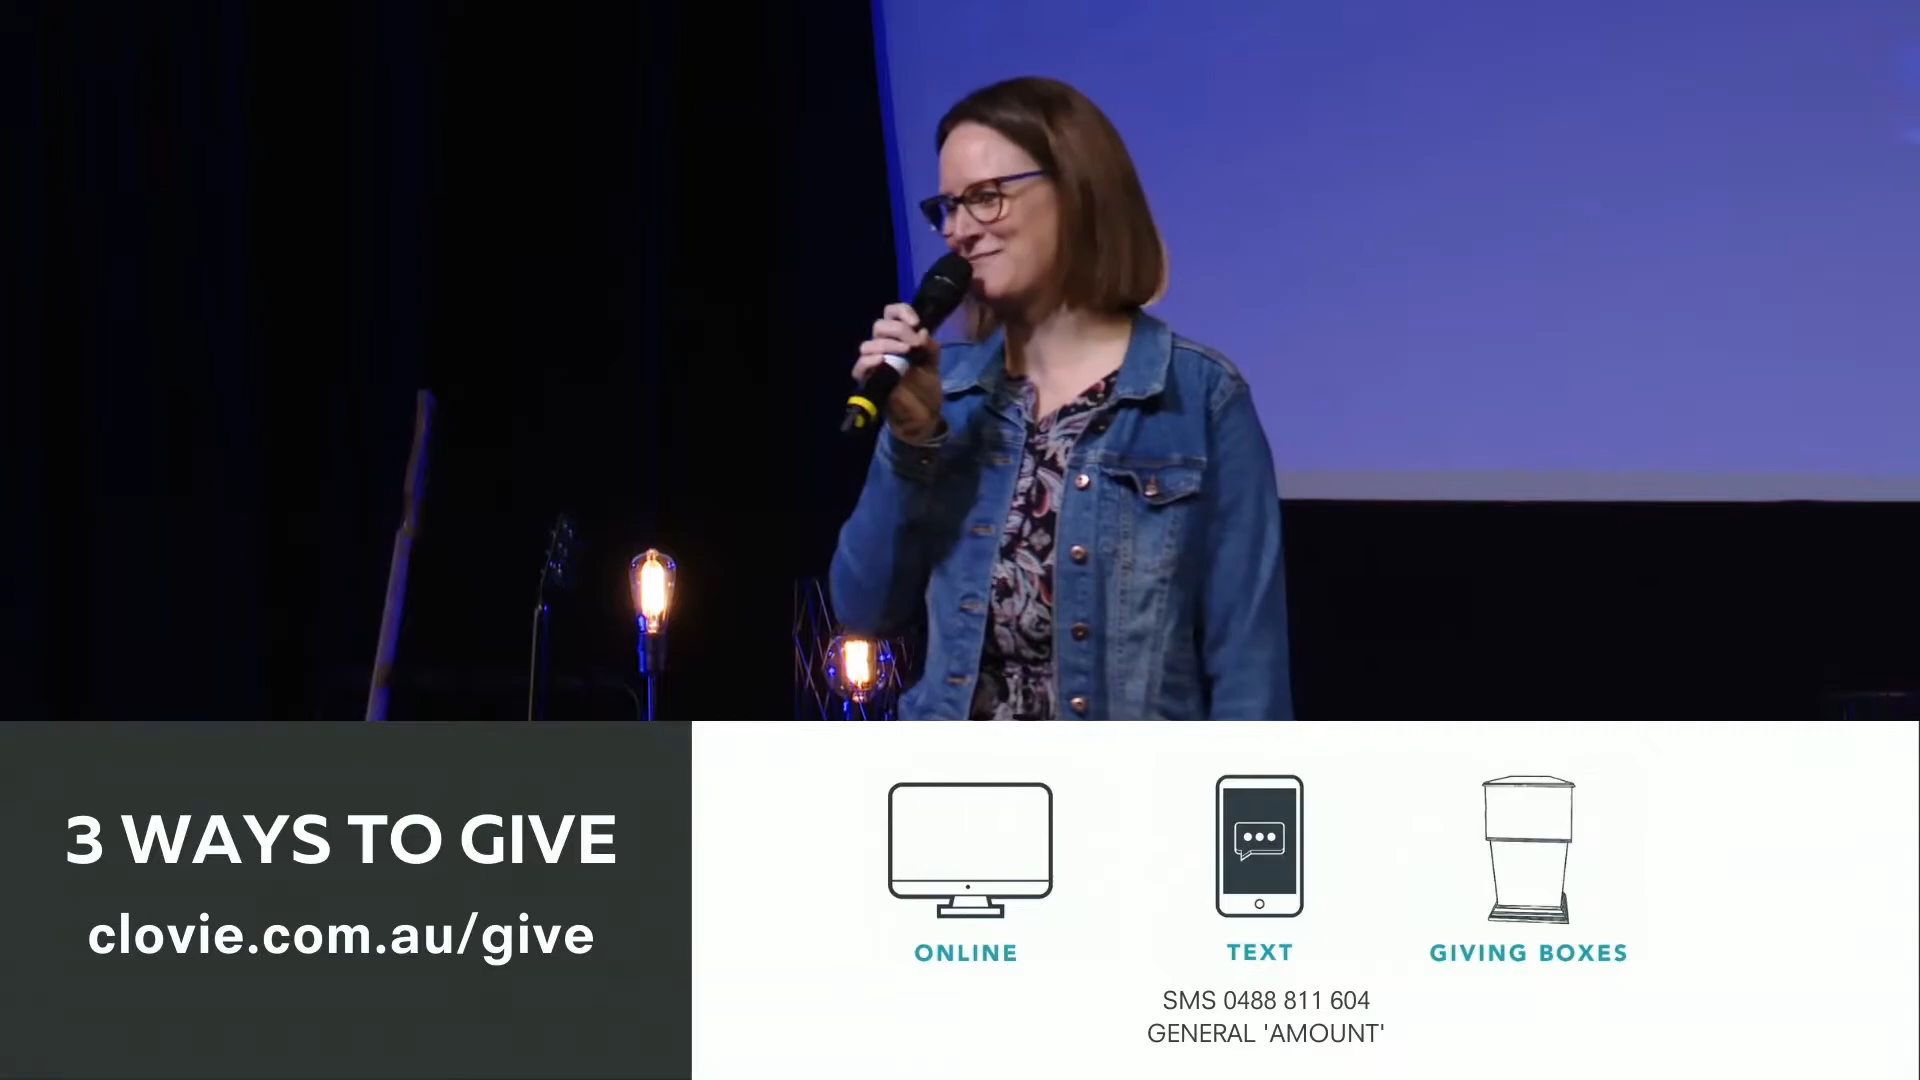 3 WAYS TO GIVE
clovie.com.au/give
ONLINE
TEXT
GIVING BOXES
SMS 0488 811 604
GENERAL 'AMOUNT'